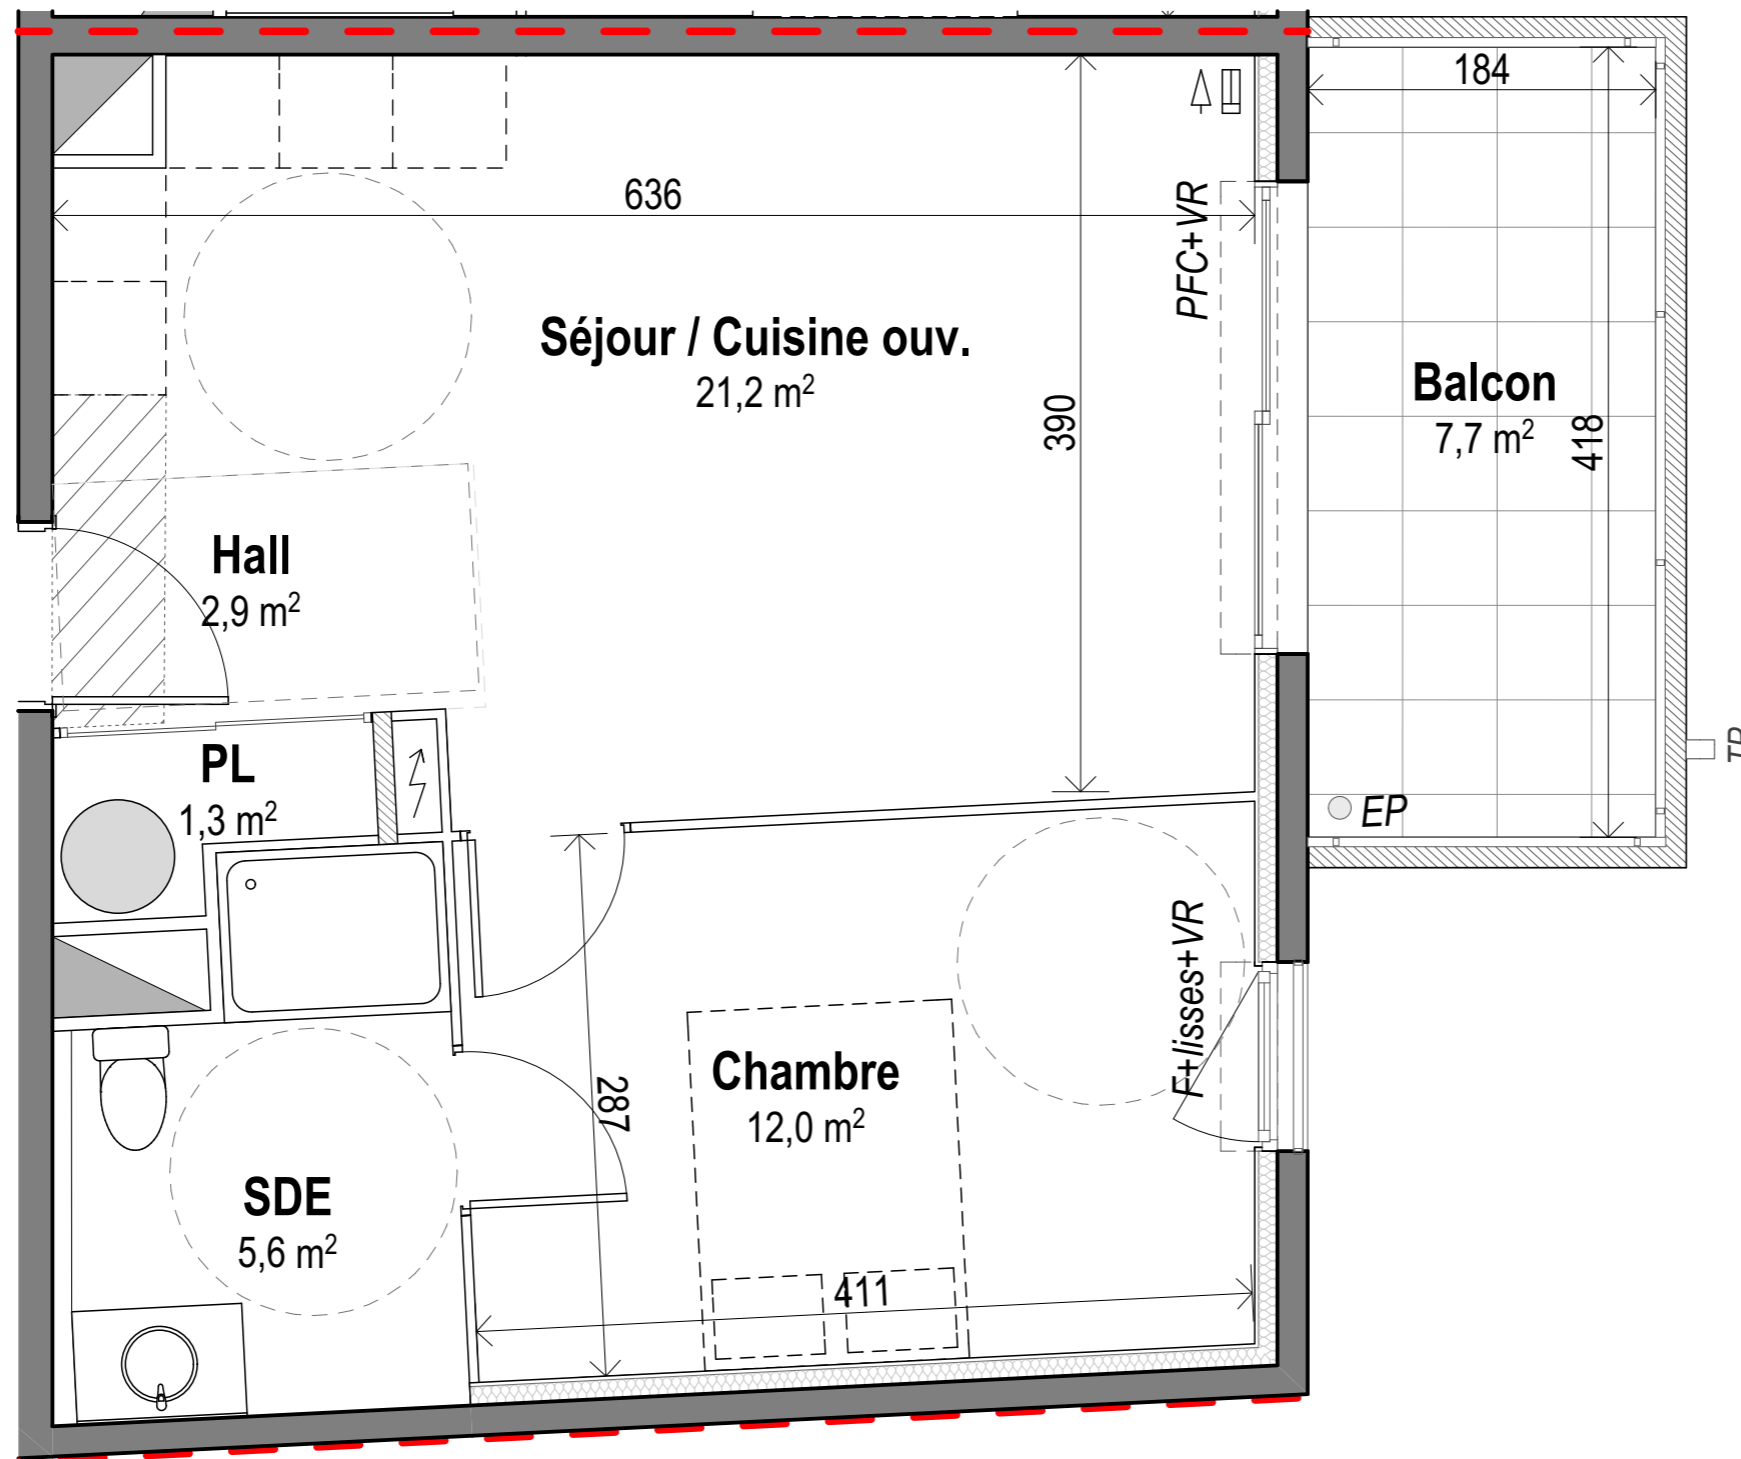 184
636
PFC+VR
Séjour / Cuisine ouv.
21,2 m²
390
Balcon
7,7 m²
418
Hall
2,9 m²
PL
1,3 m²
EP
TP
F+lisses+VR
Chambre
12,0 m²
287
SDE
5,6 m²
411